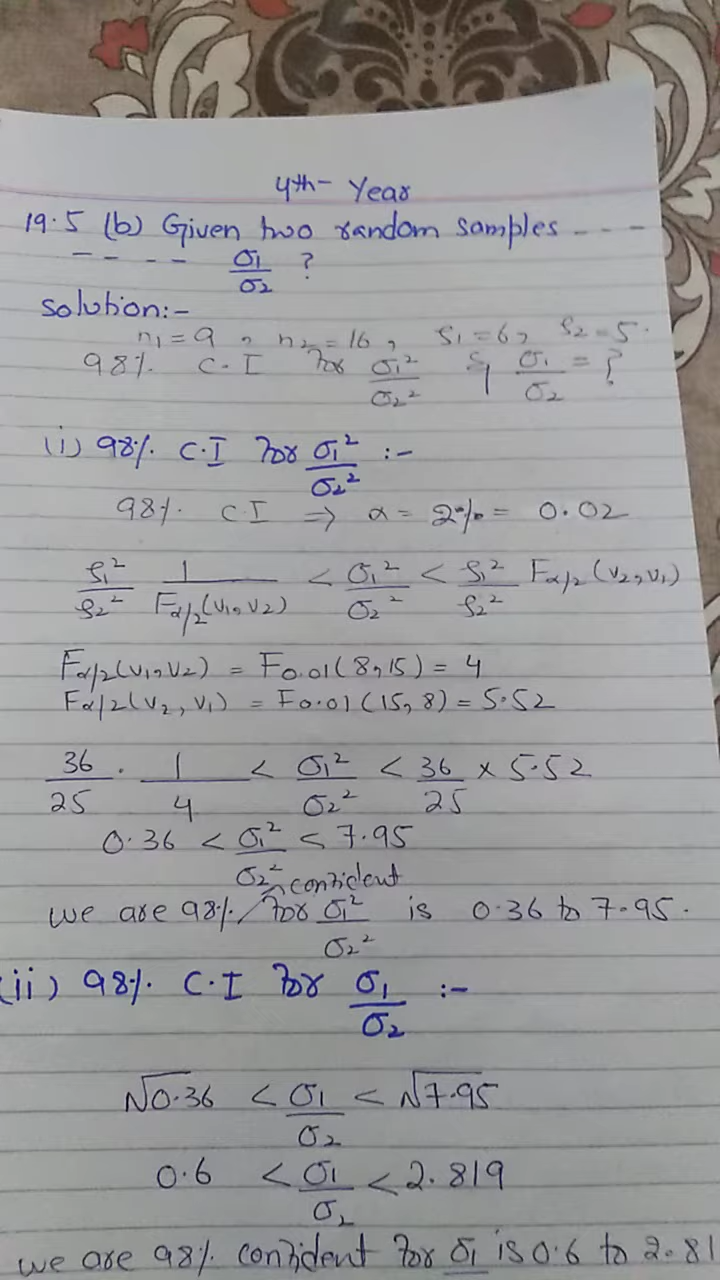 4th- Year
19.5 (b) Given two random samples - - -
- - - - σ₁/σ₂ ?
solution:-
n₁=9, n₂=16, S₁=6, S₂=5.
98% C.I for σ₁²/σ₂² & σ₁/σ₂ = ?
(i) 98% C.I for σ₁²/σ₂² :-
98% CI ⇒ α = 2% = 0.02
S₁²/S₂² 1/F_α/₂(v₁,v₂) < σ₁²/σ₂² < S₁²/S₂² F_α/₂(v₂,v₁)
F_α/₂(v₁,v₂) = F₀.₀₁(8,15) = 4
F_α/₂(v₂,v₁) = F₀.₀₁(15,8) = 5.52
36/25 . 1/4 < σ₁²/σ₂² < 36/25 × 5.52
0.36 < σ₁²/σ₂² < 7.95
we are 98% confident for σ₁²/σ₂² is 0.36 to 7.95.
(ii) 98% C.I for σ₁/σ₂ :-
√0.36 < σ₁/σ₂ < √7.95
0.6 < σ₁/σ₂ < 2.819
we are 98% confident for σ₁ is 0.6 to 2.81